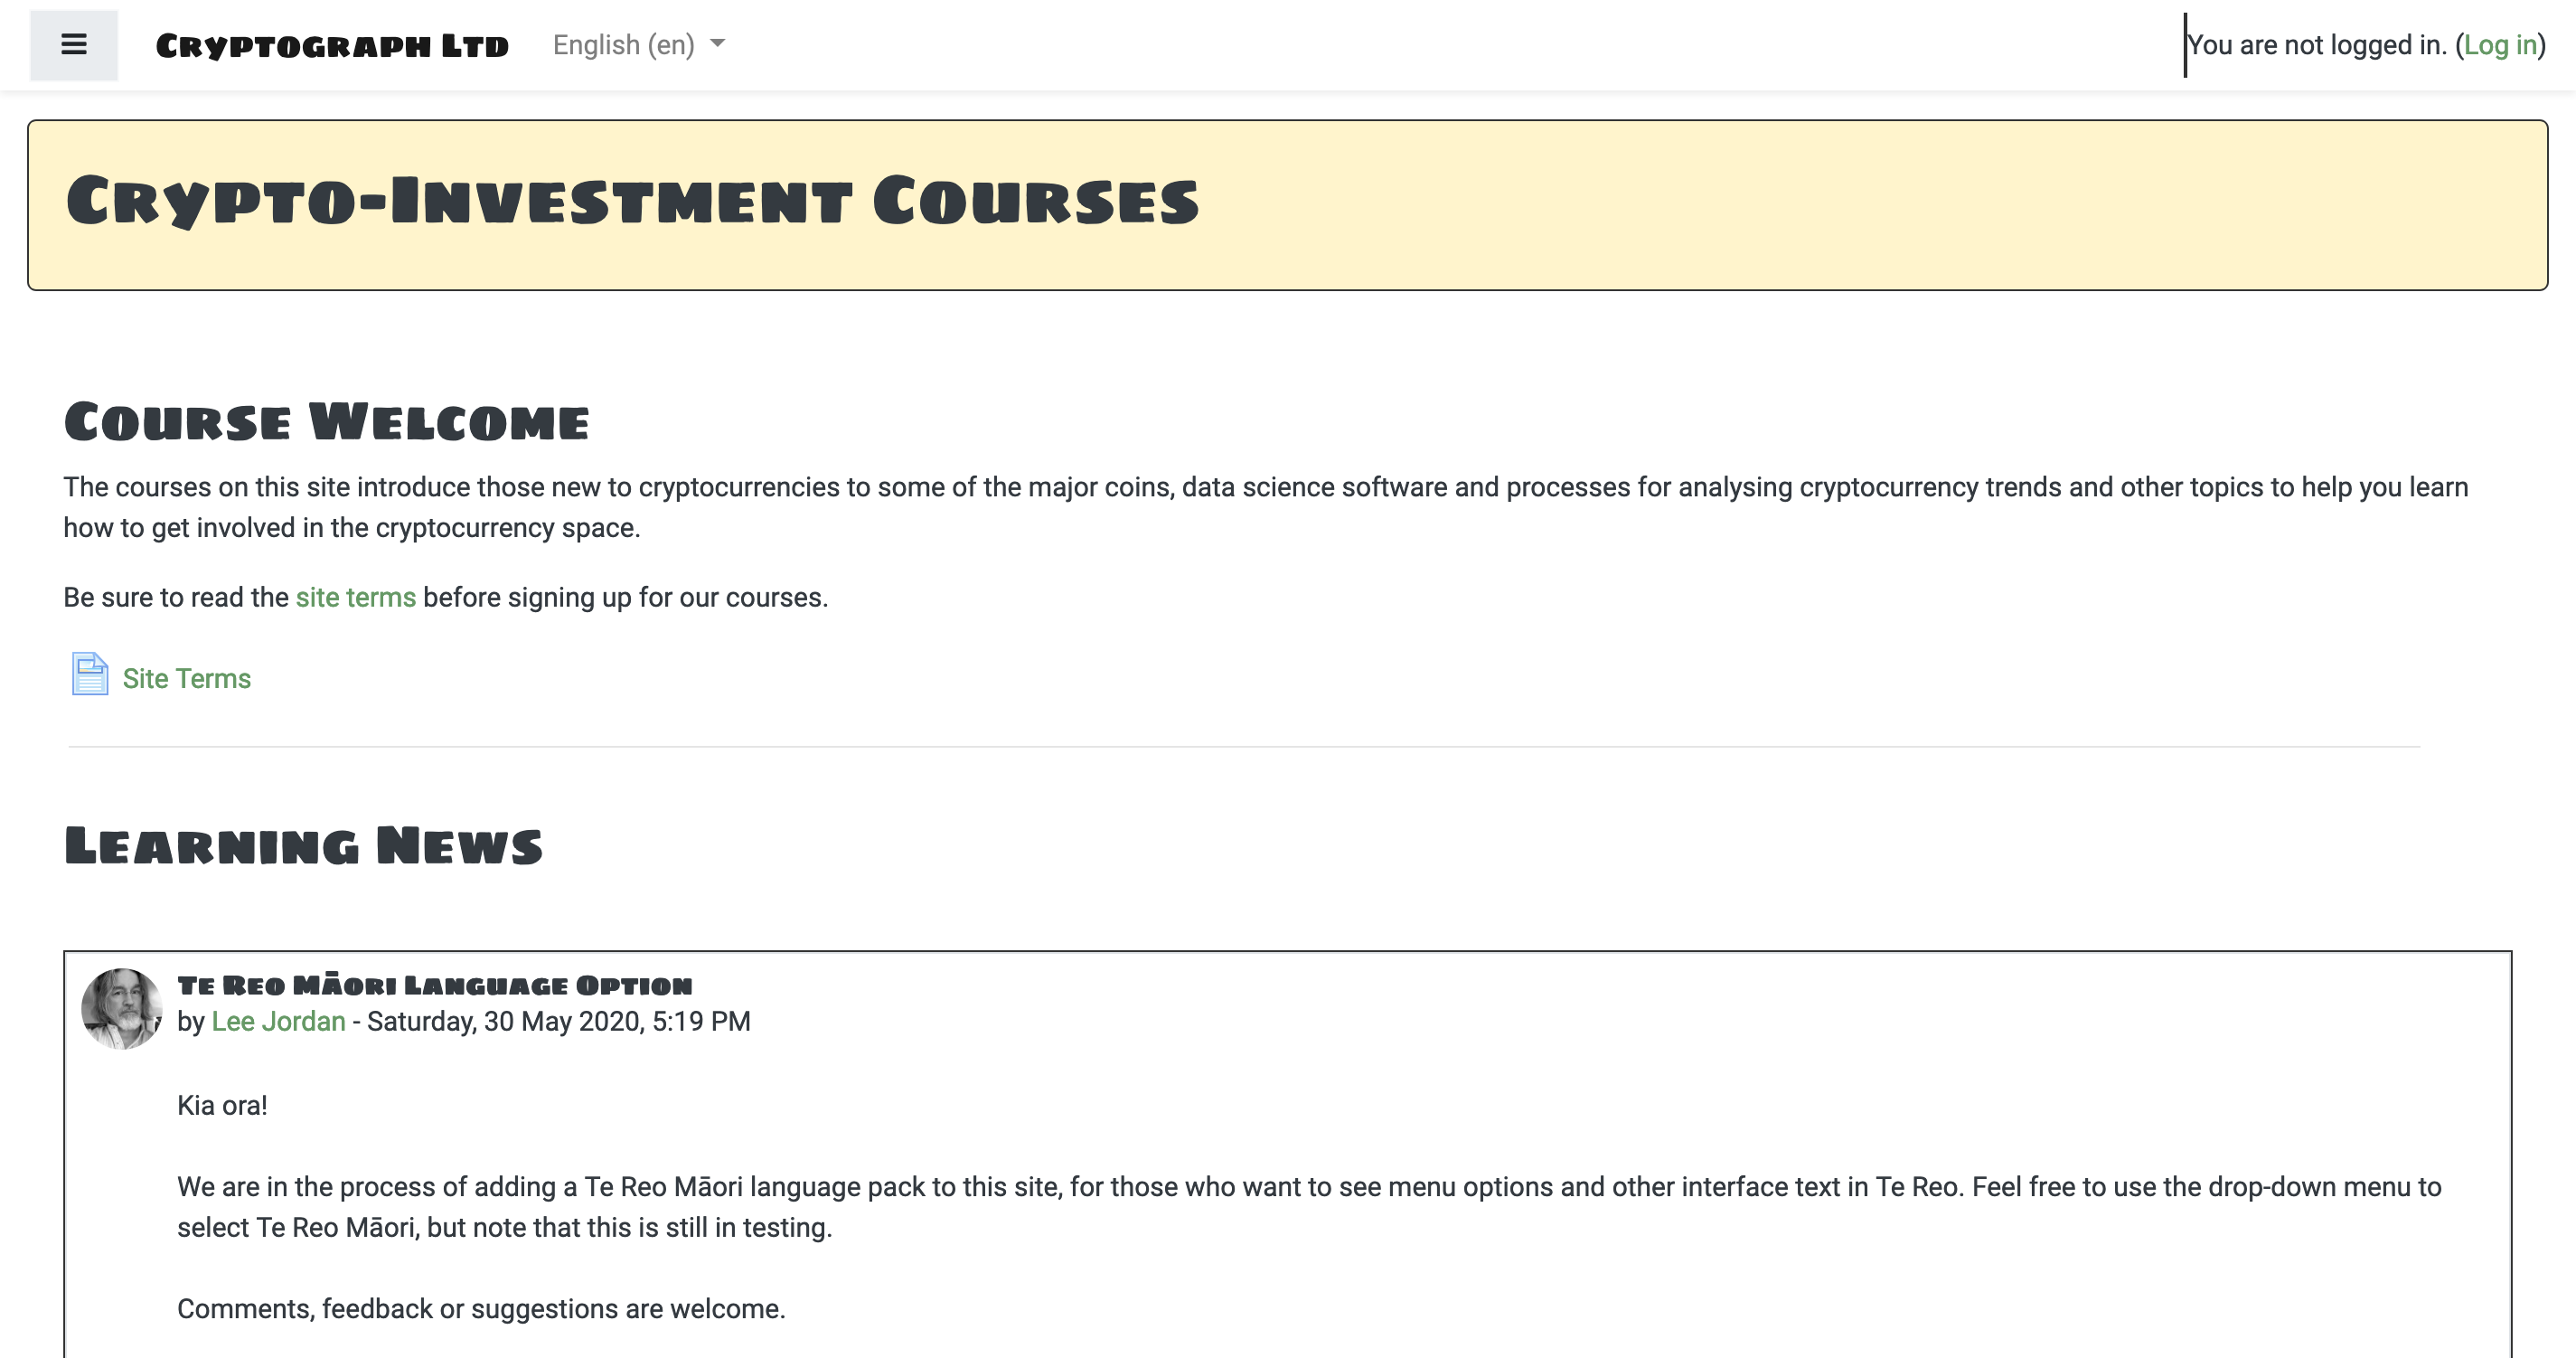 Cryptograph Ltd
English (en)
You are not logged in. (Log in)
Crypto-Investment Courses
Course Welcome
The courses on this site introduce those new to cryptocurrencies to some of the major coins, data science software and processes for analysing cryptocurrency trends and other topics to help you learn
how to get involved in the cryptocurrency space.
Be sure to read the site terms before signing up for our courses.
Site Terms
Learning News
Te Reo Māori Language Option
by Lee Jordan - Saturday, 30 May 2020, 5:19 PM
Kia ora!
We are in the process of adding a Te Reo Māori language pack to this site, for those who want to see menu options and other interface text in Te Reo. Feel free to use the drop-down menu to
select Te Reo Māori, but note that this is still in testing.
Comments, feedback or suggestions are welcome.